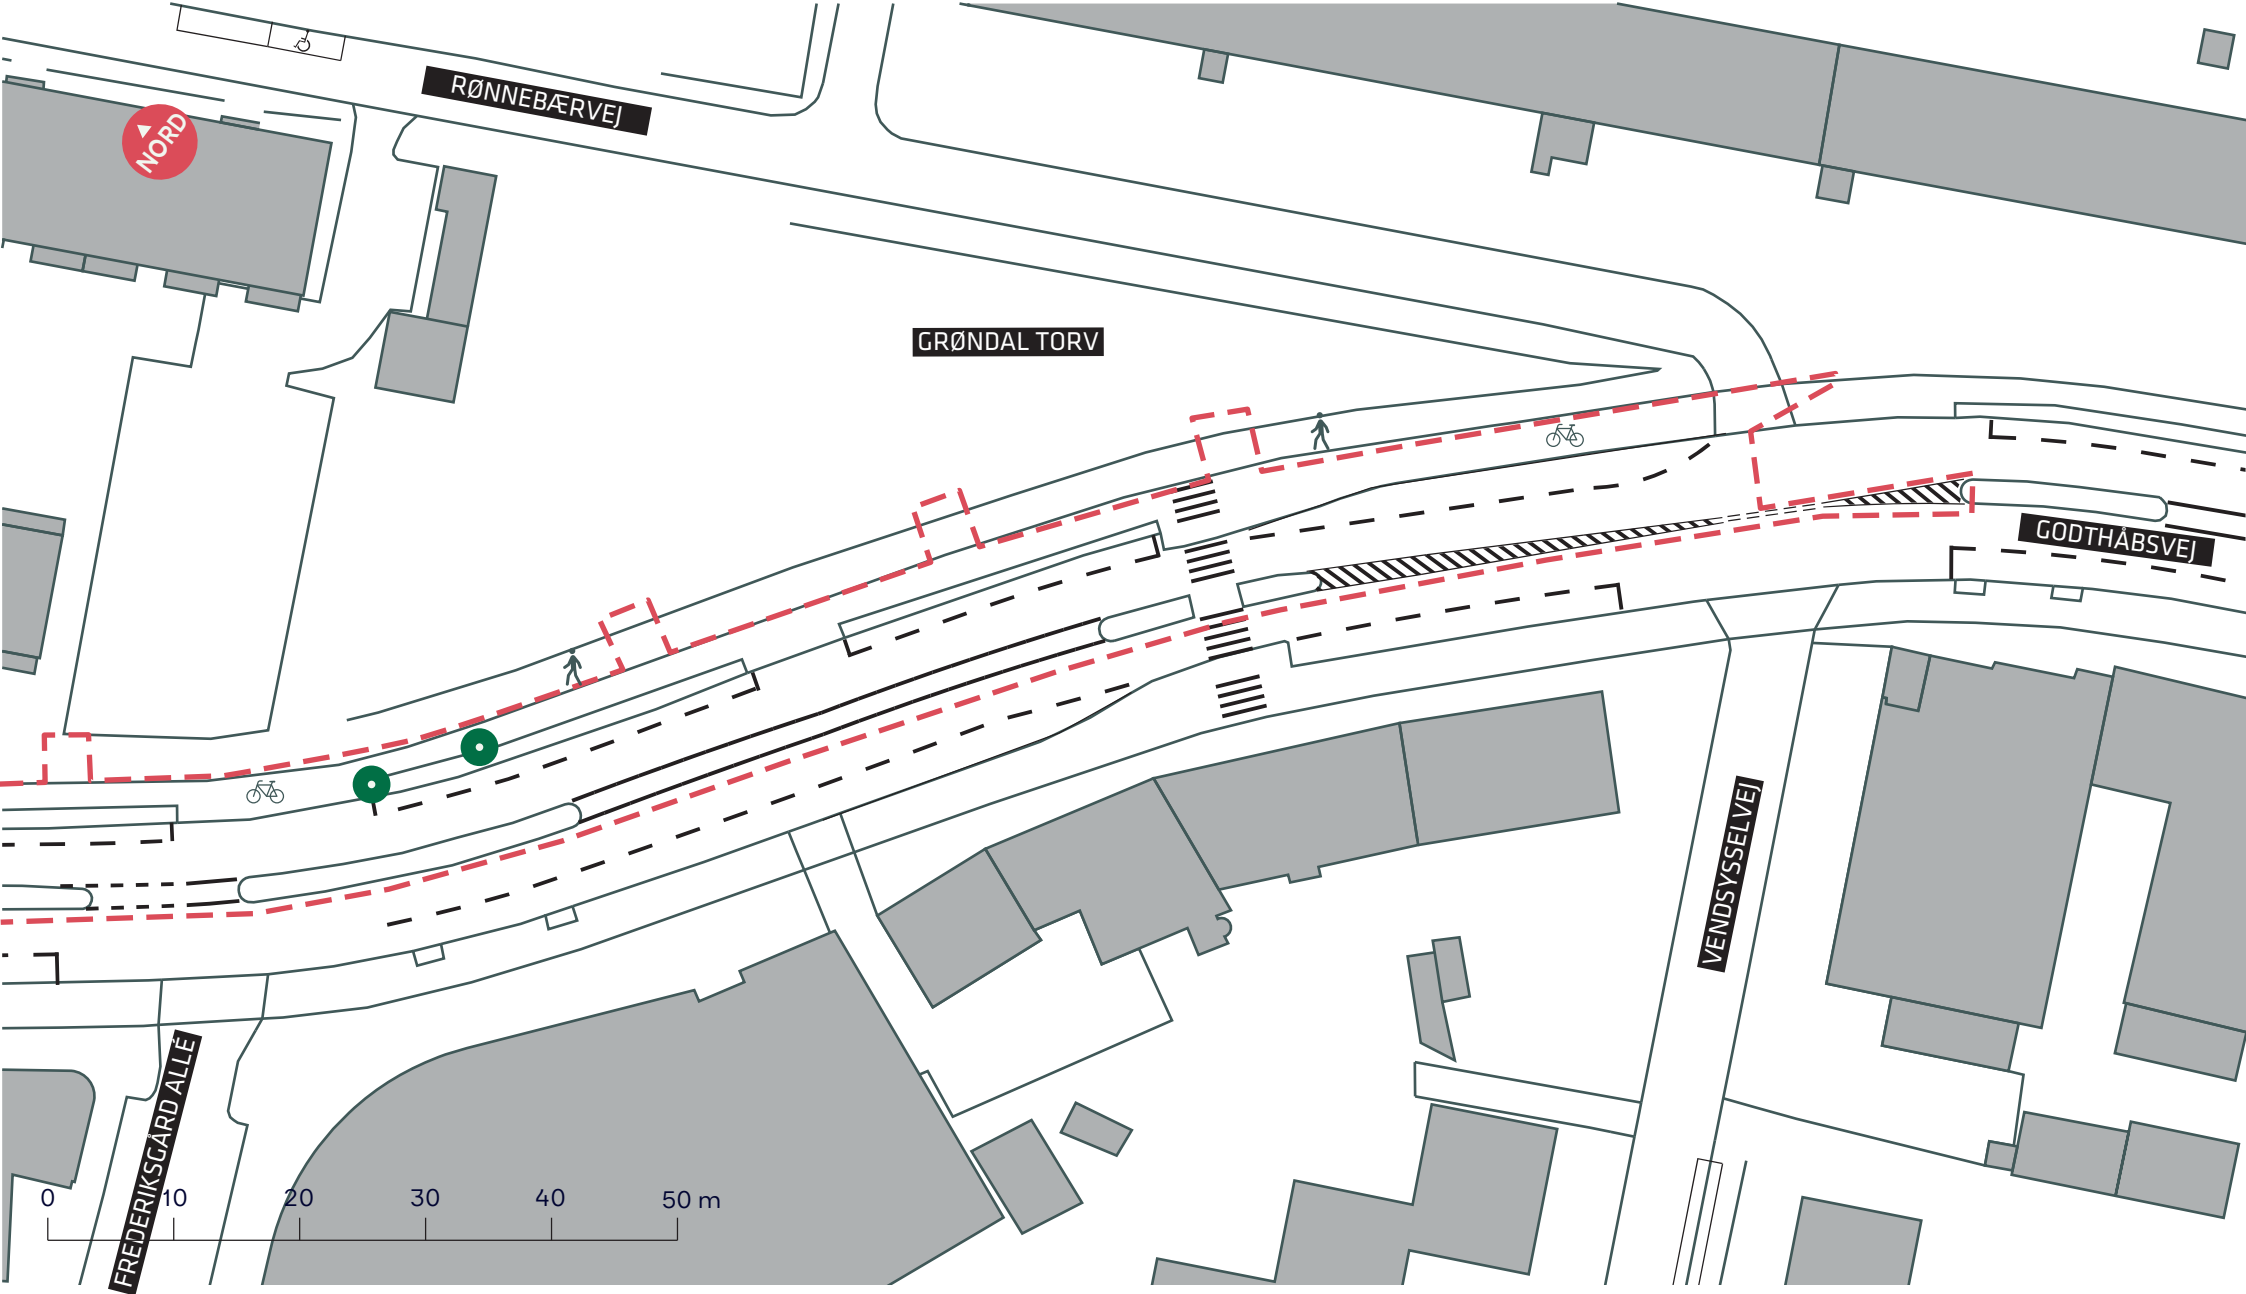 RØNNEBÆRVEJ
NORD
GRØNDAL TORV
GODTHÅBSVEJ
VENDSYSSELVEJ
FREDERIKSGÅRD ALLÉ
0 10 20 30 40 50 m